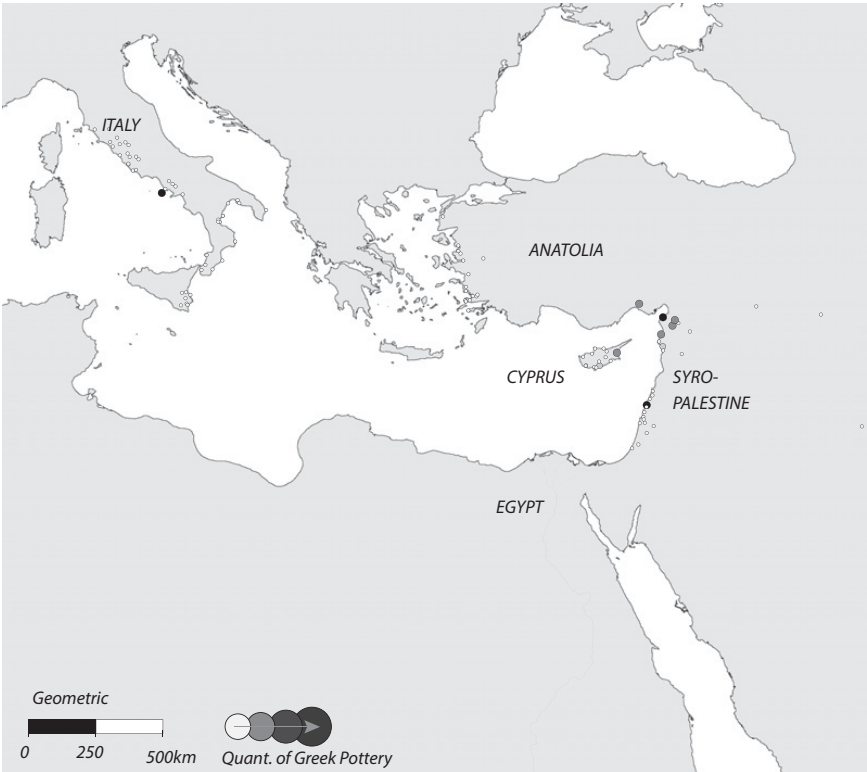 ITALY
ANATOLIA
CYPRUS
SYRO-
PALESTINE
EGYPT
Geometric
0
250
500km
Quant. of Greek Pottery